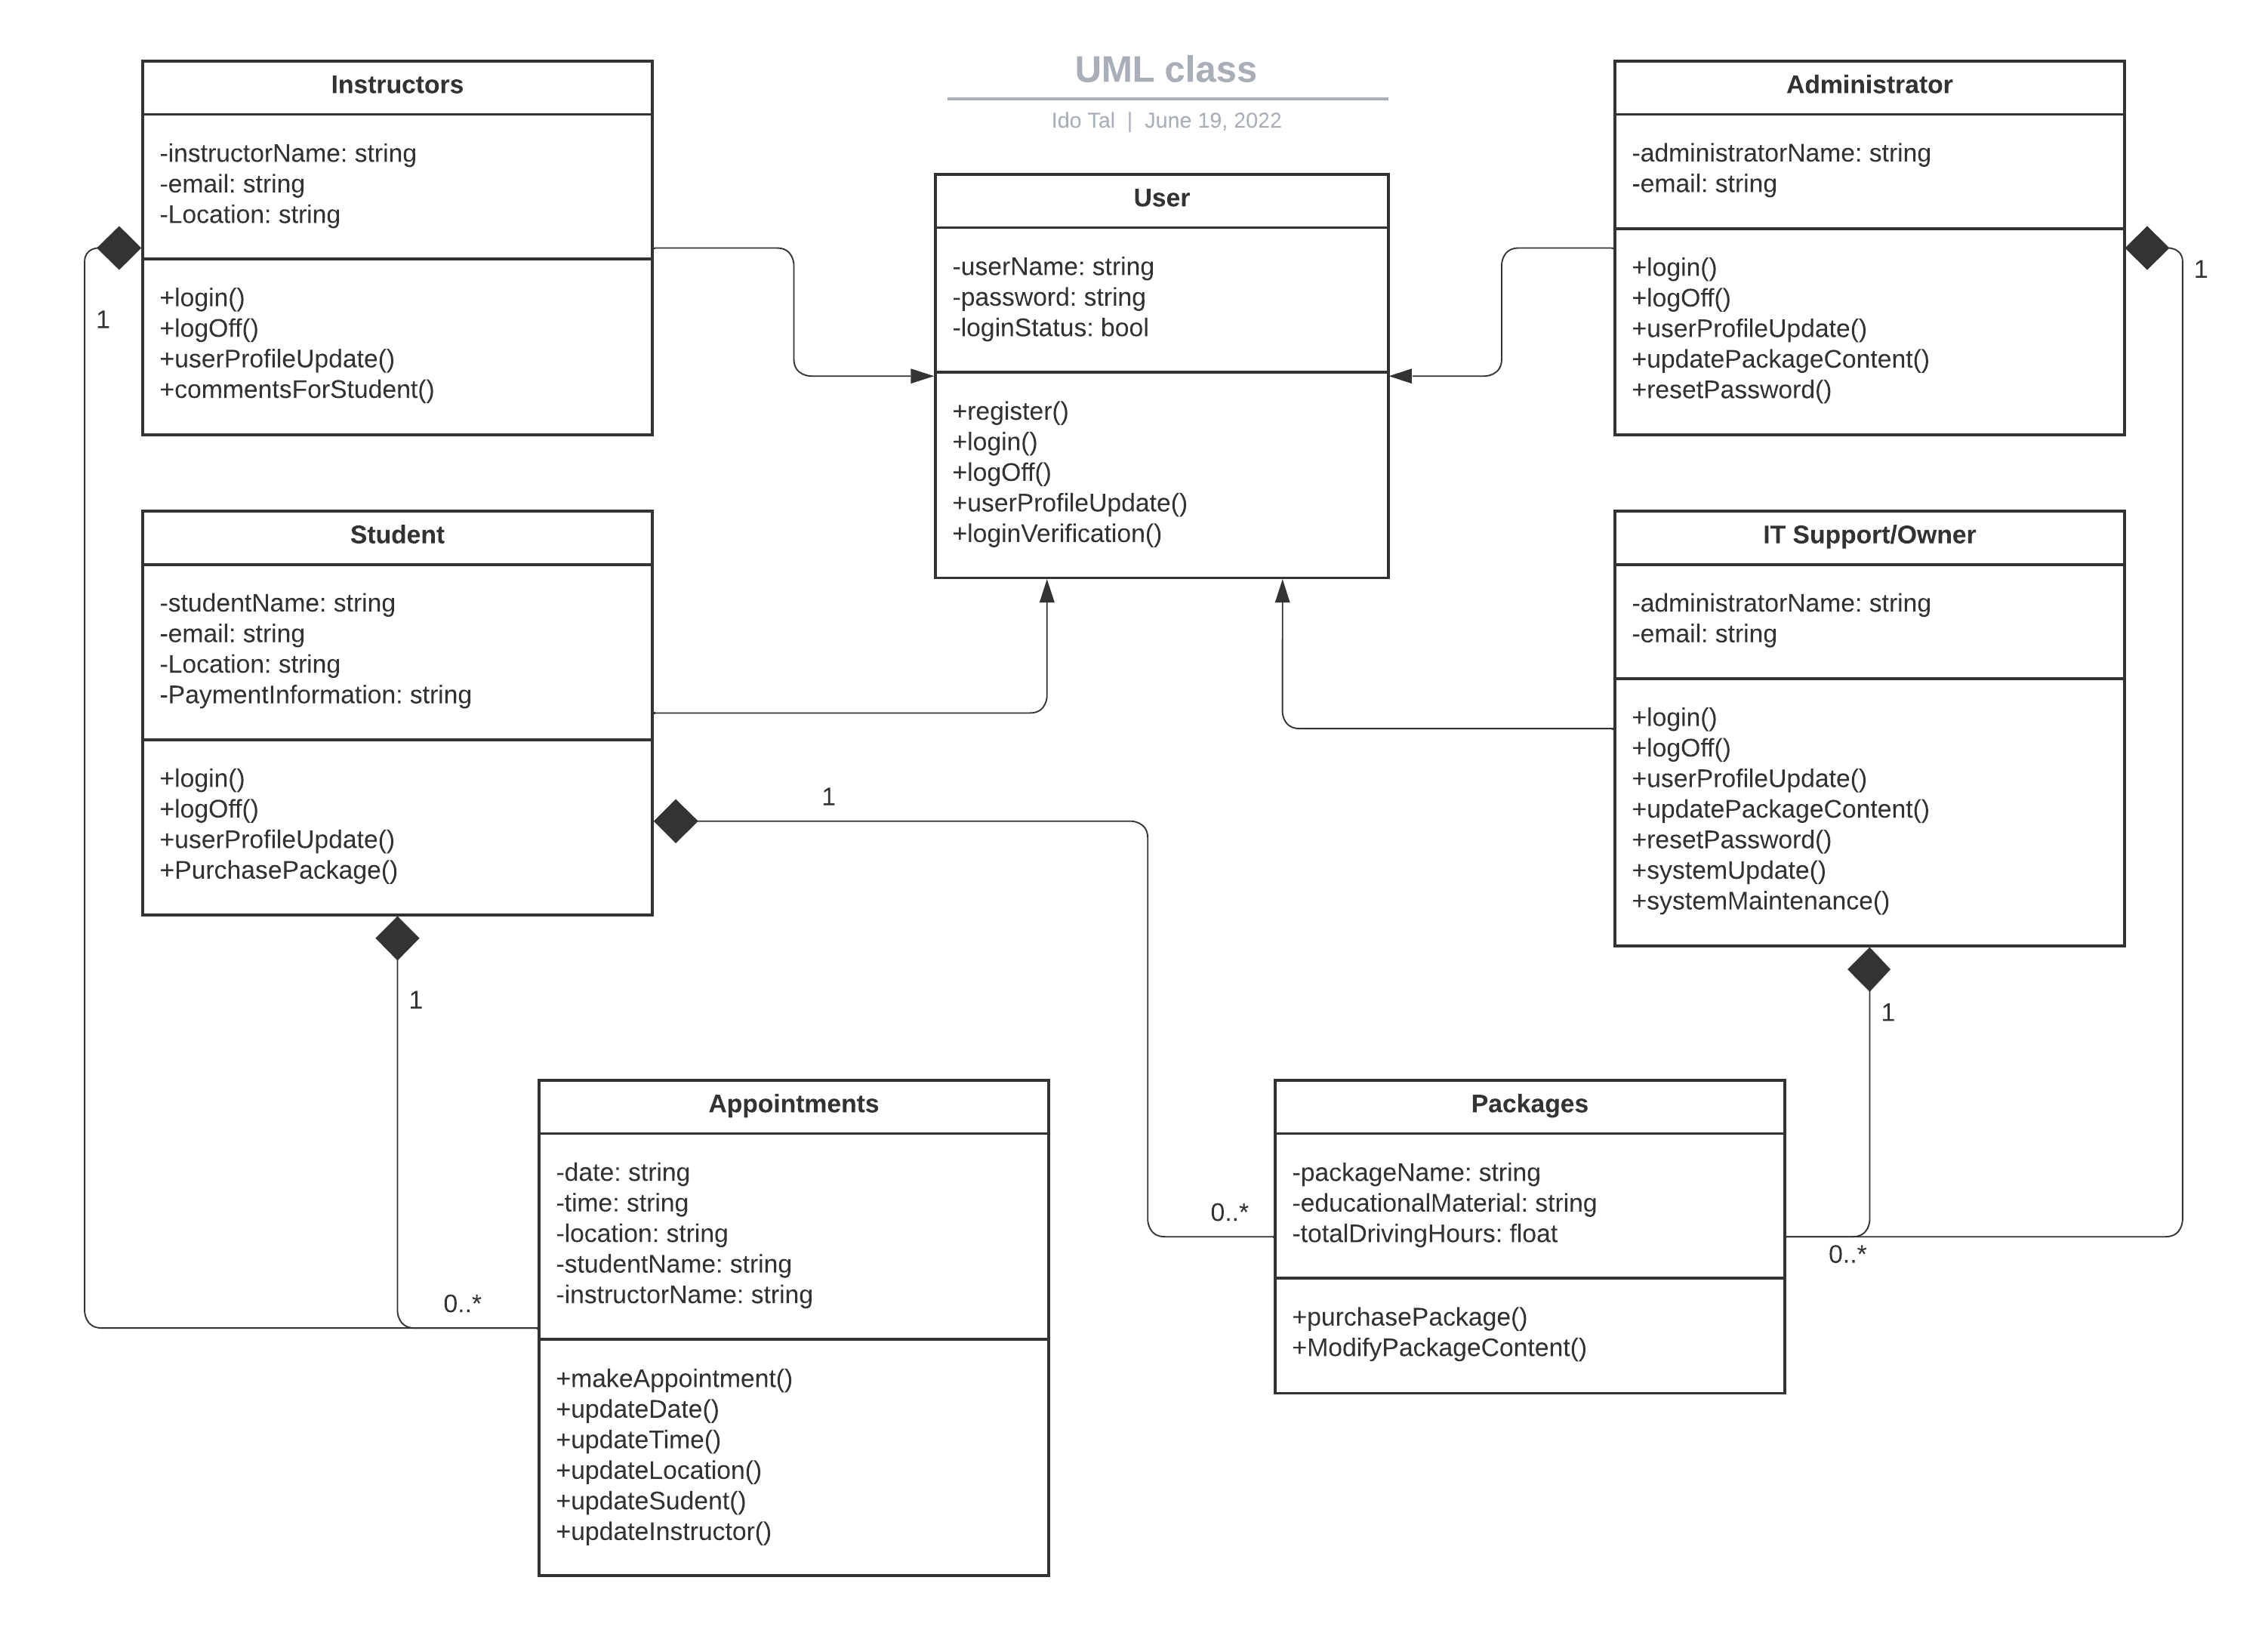 UML class
Ido Tal | June 19, 2022
Instructors
-instructorName: string
-email: string
-Location: string
+login()
+logOff()
+userProfileUpdate()
+commentsForStudent()
1
User
-userName: string
-password: string
-loginStatus: bool
+register()
+login()
+logOff()
+userProfileUpdate()
+loginVerification()
Administrator
-administratorName: string
-email: string
+login()
+logOff()
+userProfileUpdate()
+updatePackageContent()
+resetPassword()
1
Student
-studentName: string
-email: string
-Location: string
-PaymentInformation: string
+login()
+logOff()
+userProfileUpdate()
+PurchasePackage()
1
1
IT Support/Owner
-administratorName: string
-email: string
+login()
+logOff()
+userProfileUpdate()
+updatePackageContent()
+resetPassword()
+systemUpdate()
+systemMaintenance()
1
Appointments
-date: string
-time: string
-location: string
-studentName: string
-instructorName: string
+makeAppointment()
+updateDate()
+updateTime()
+updateLocation()
+updateSudent()
+updateInstructor()
0..*
Packages
-packageName: string
-educationalMaterial: string
-totalDrivingHours: float
+purchasePackage()
+ModifyPackageContent()
0..*
0..*